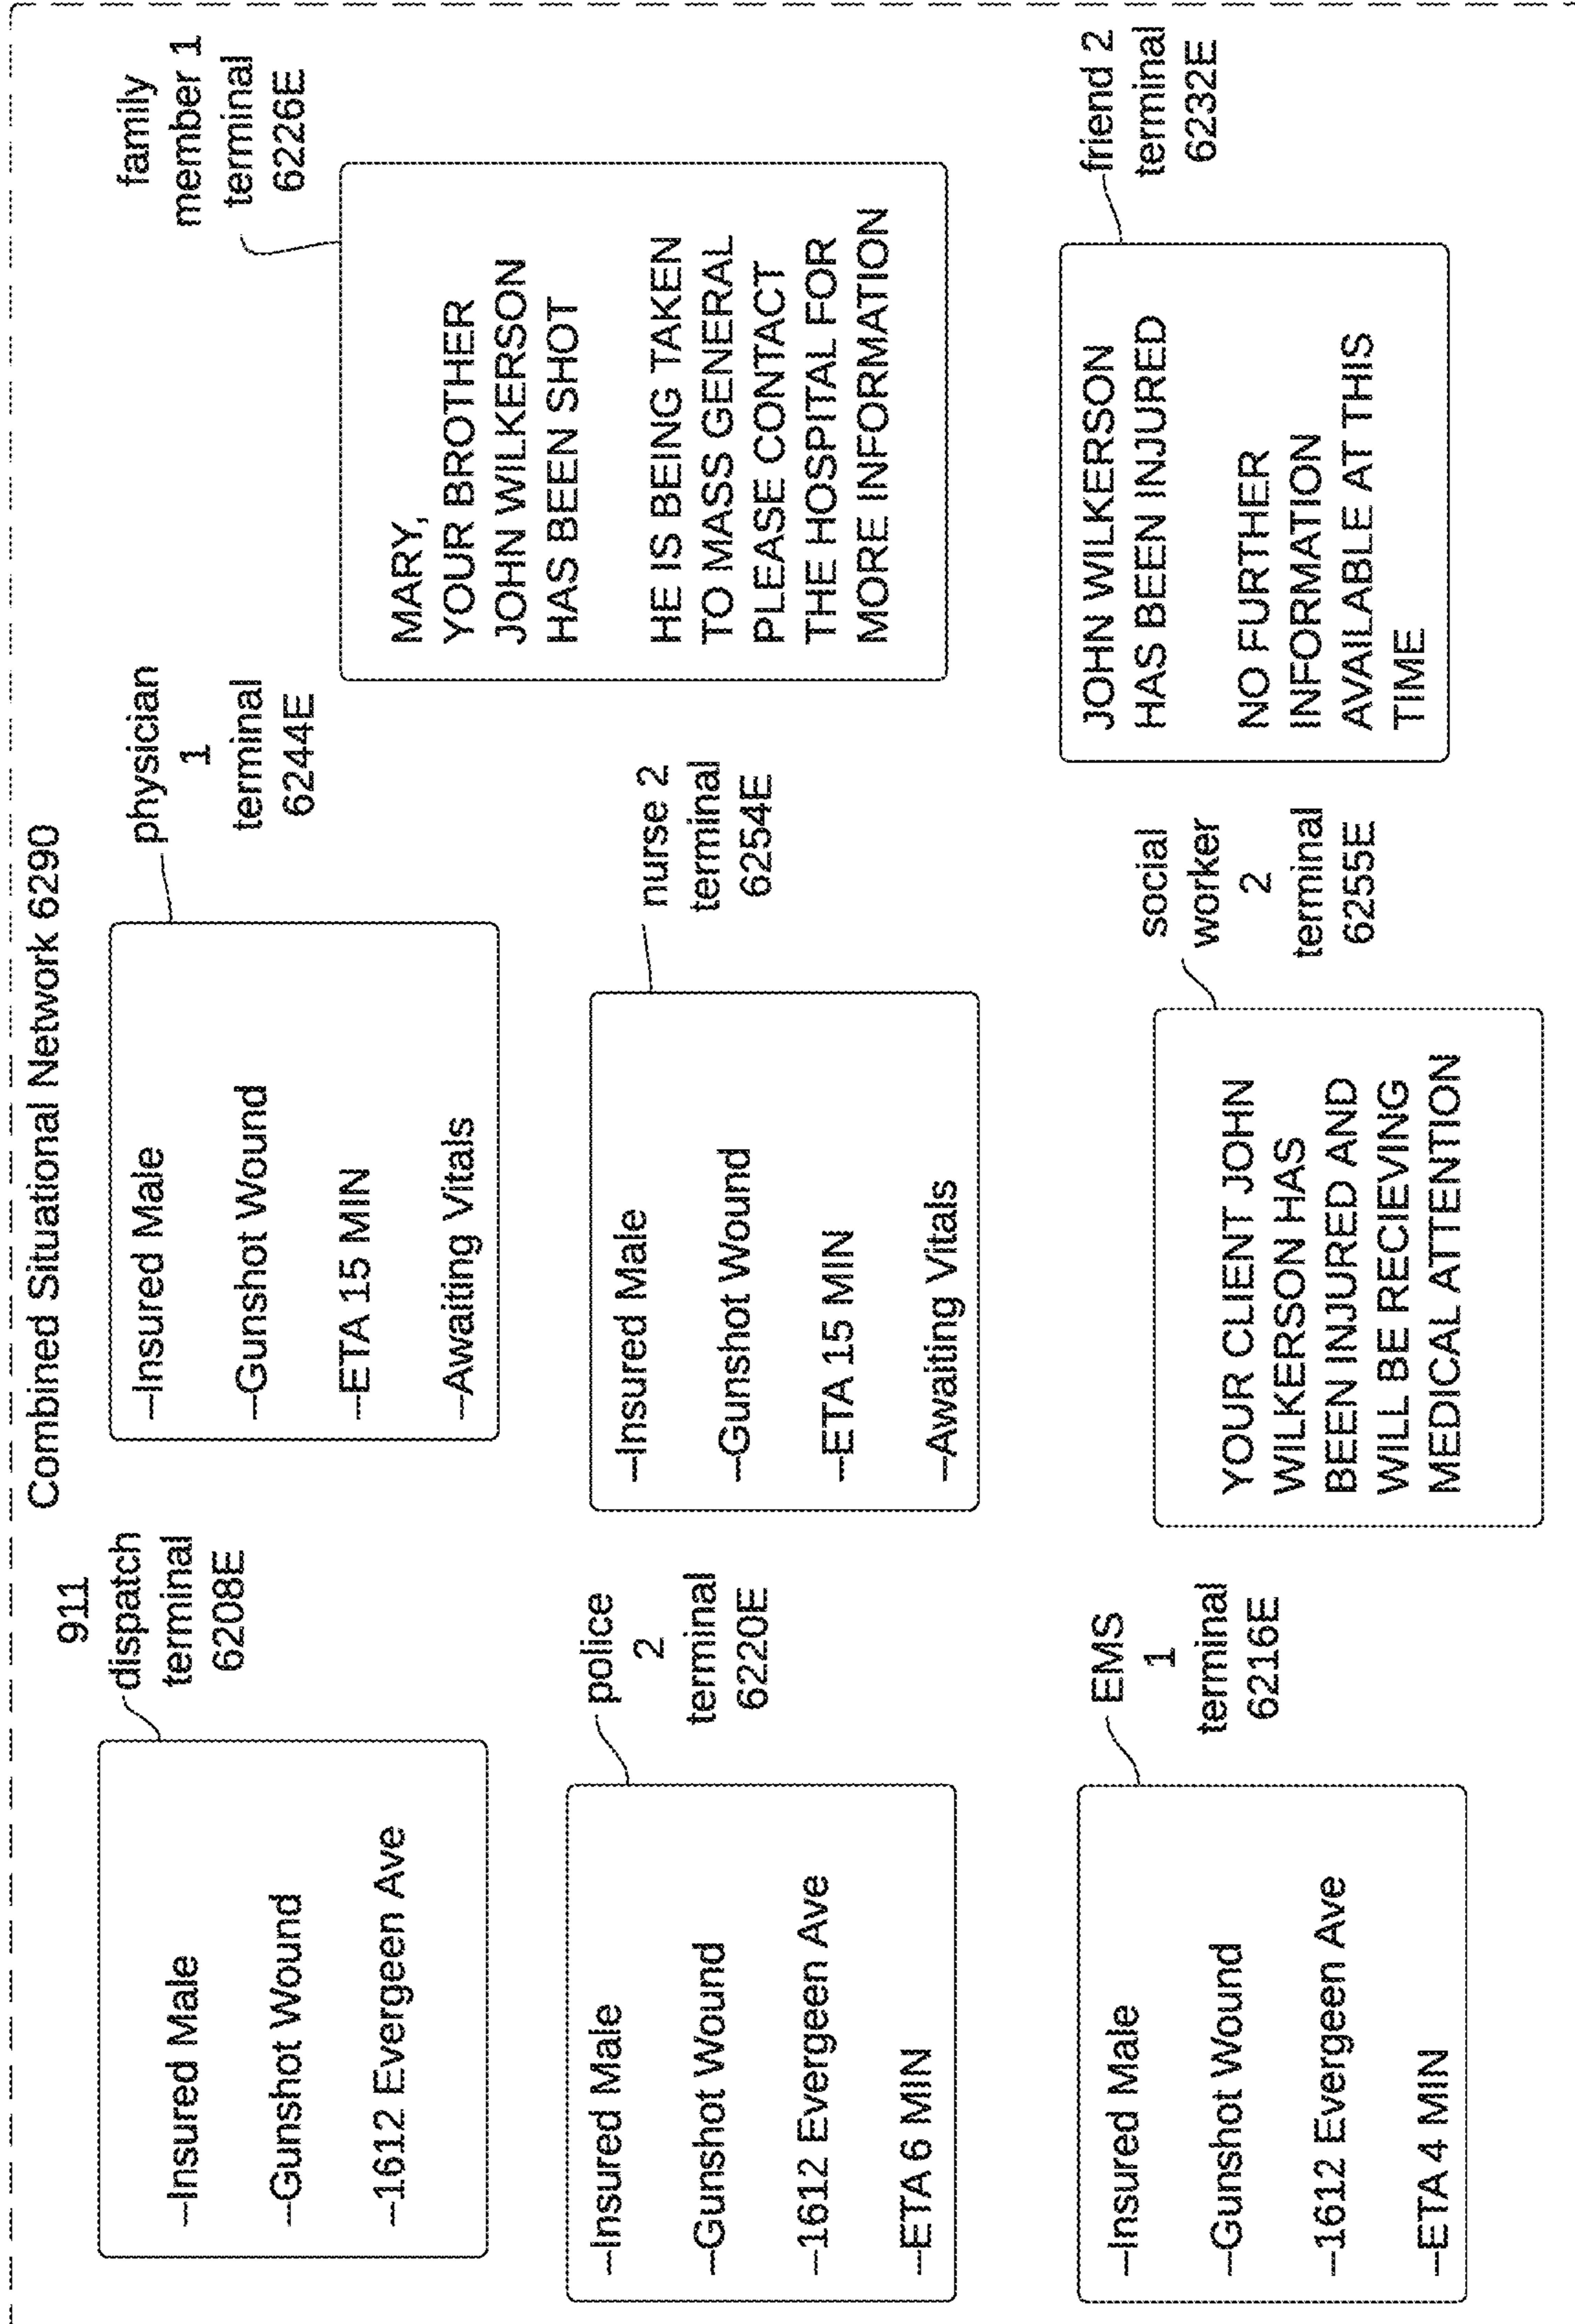 Combined Situational Network 6290
911
dispatch
terminal
6208E
--Insured Male
--Gunshot Wound
--1612 Evergeen Ave
physician
1
terminal
6244E
--Insured Male
--Gunshot Wound
--ETA 15 MIN
--Awaiting Vitals
family
member 1
terminal
6226E
MARY,
YOUR BROTHER
JOHN WILKERSON
HAS BEEN SHOT
HE IS BEING TAKEN
TO MASS GENERAL
PLEASE CONTACT
THE HOSPITAL FOR
MORE INFORMATION
police
2
terminal
6220E
--Insured Male
--Gunshot Wound
--1612 Evergeen Ave
--ETA 6 MIN
nurse 2
terminal
6254E
--Insured Male
--Gunshot Wound
--ETA 15 MIN
--Awaiting Vitals
EMS
1
terminal
6216E
--Insured Male
--Gunshot Wound
--1612 Evergeen Ave
--ETA 4 MIN
social
worker
2
terminal
6255E
YOUR CLIENT JOHN
WILKERSON HAS
BEEN INJURED AND
WILL BE RECIEVING
MEDICAL ATTENTION
friend 2
terminal
6232E
JOHN WILKERSON
HAS BEEN INJURED
NO FURTHER
INFORMATION
AVAILABLE AT THIS
TIME